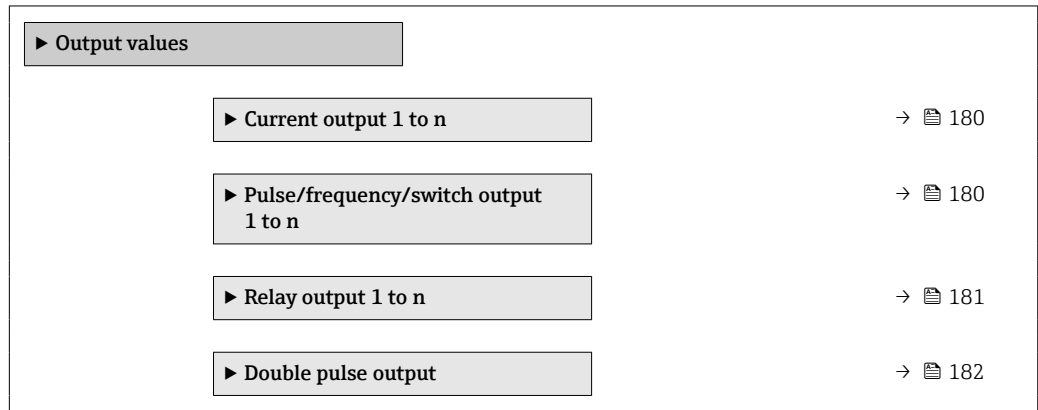 ► Output values
► Current output 1 to n → 🖹 180
► Pulse/frequency/switch output → 🖹 180
1 to n
► Relay output 1 to n → 🖹 181
► Double pulse output → 🖹 182